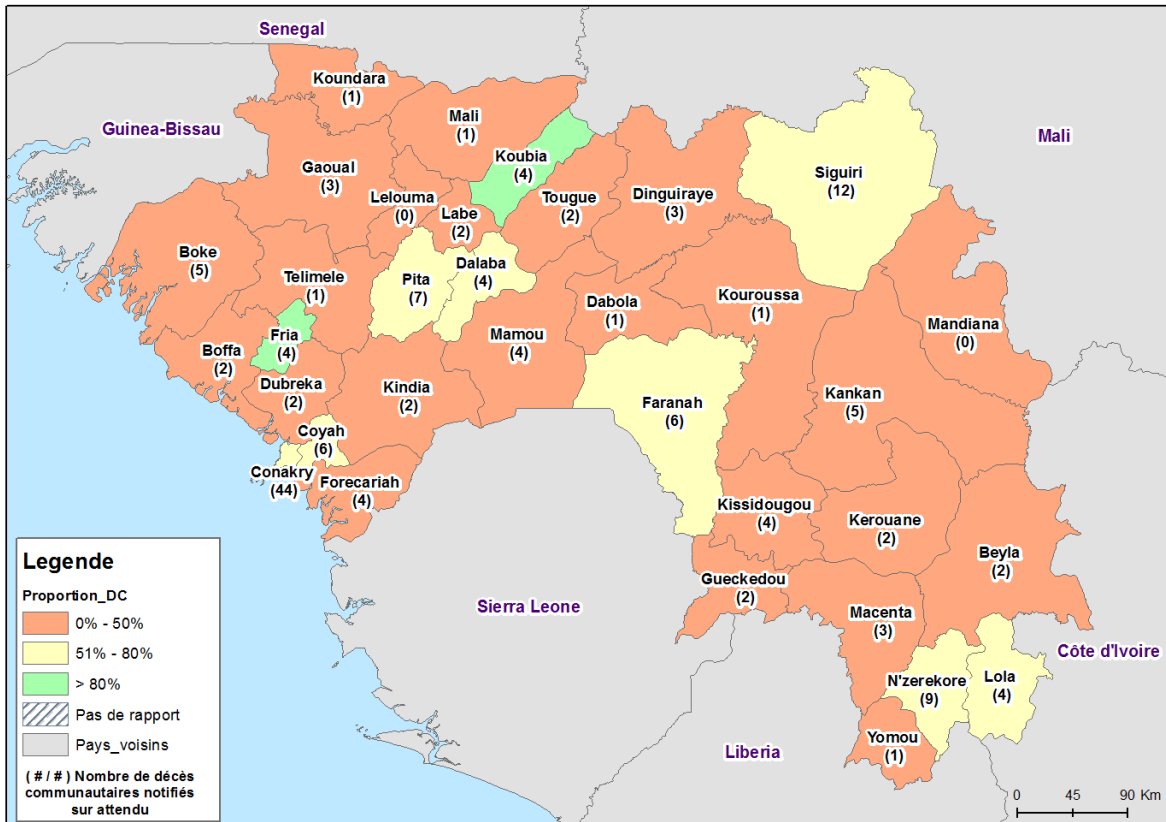 Senegal
Koundara
(1)
Guinea-Bissau
Mali
(1)
Mali
Koubia
(4)
Gaoual
(3)
Siguiri
(12)
Lelouma
(0)
Tougue
(2)
Dinguiraye
(3)
Labe
(2)
Boke
(5)
Telimele
(1)
Pita
(7)
Dalaba
(4)
Dabola
(1)
Kouroussa
(1)
Mandiana
(0)
Fria
(4)
Mamou
(4)
Boffa
(2)
Dubreka
(2)
Kindia
(2)
Faranah
(6)
Kankan
(5)
Coyah
(6)
Conakry
(44)
Forecariah
(4)
Kissidougou
(4)
Kerouane
(2)
Beyla
(2)
Gueckedou
(2)
Sierra Leone
Macenta
(3)
Côte d'Ivoire
N'zerekore
(9)
Lola
(4)
Yomou
(1)
Liberia
Legende
Proportion_DC
0% - 50%
51% - 80%
> 80%
Pas de rapport
Pays_voisins
( # / # ) Nombre de décès
communautaires notifiés
sur attendu
0 45 90 Km